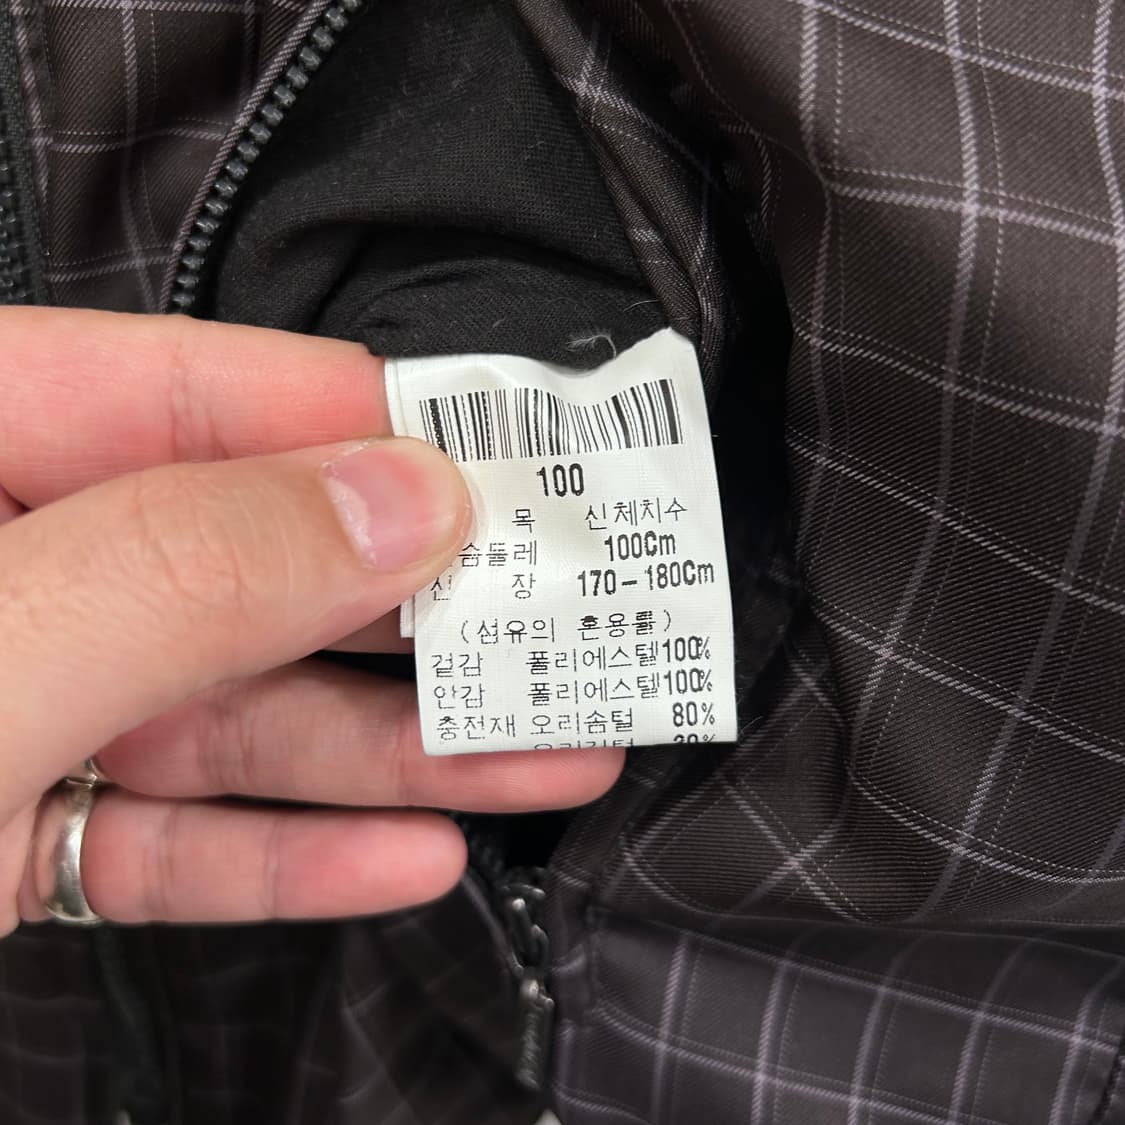 100
목 신체치수
슴둘레 100Cm
신 장 170-180Cm
(섬유의 혼용률)
겉감 폴리에스텔100%
안감 폴리에스텔100%
충전재 오리솜털 80%